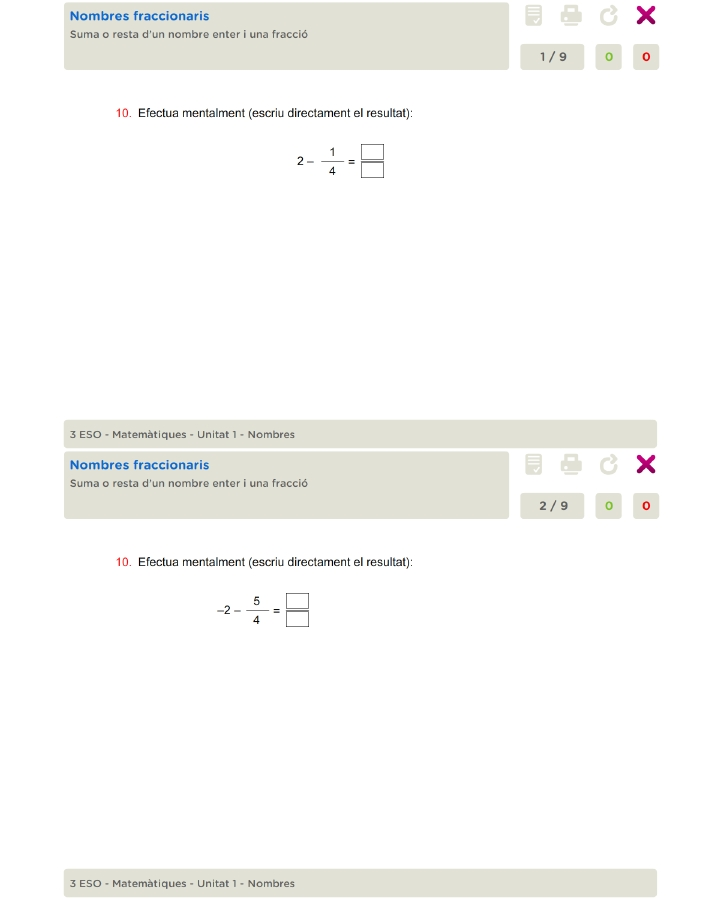 Nombres fraccionaris
Suma o resta d'un nombre enter i una fracció
1 / 9 0 0
10. Efectua mentalment (escriu directament el resultat):
2 – 1/4 =
3 ESO - Matemàtiques - Unitat 1 - Nombres
Nombres fraccionaris
Suma o resta d'un nombre enter i una fracció
2 / 9 0 0
10. Efectua mentalment (escriu directament el resultat):
–2 – 5/4 =
3 ESO - Matemàtiques - Unitat 1 - Nombres